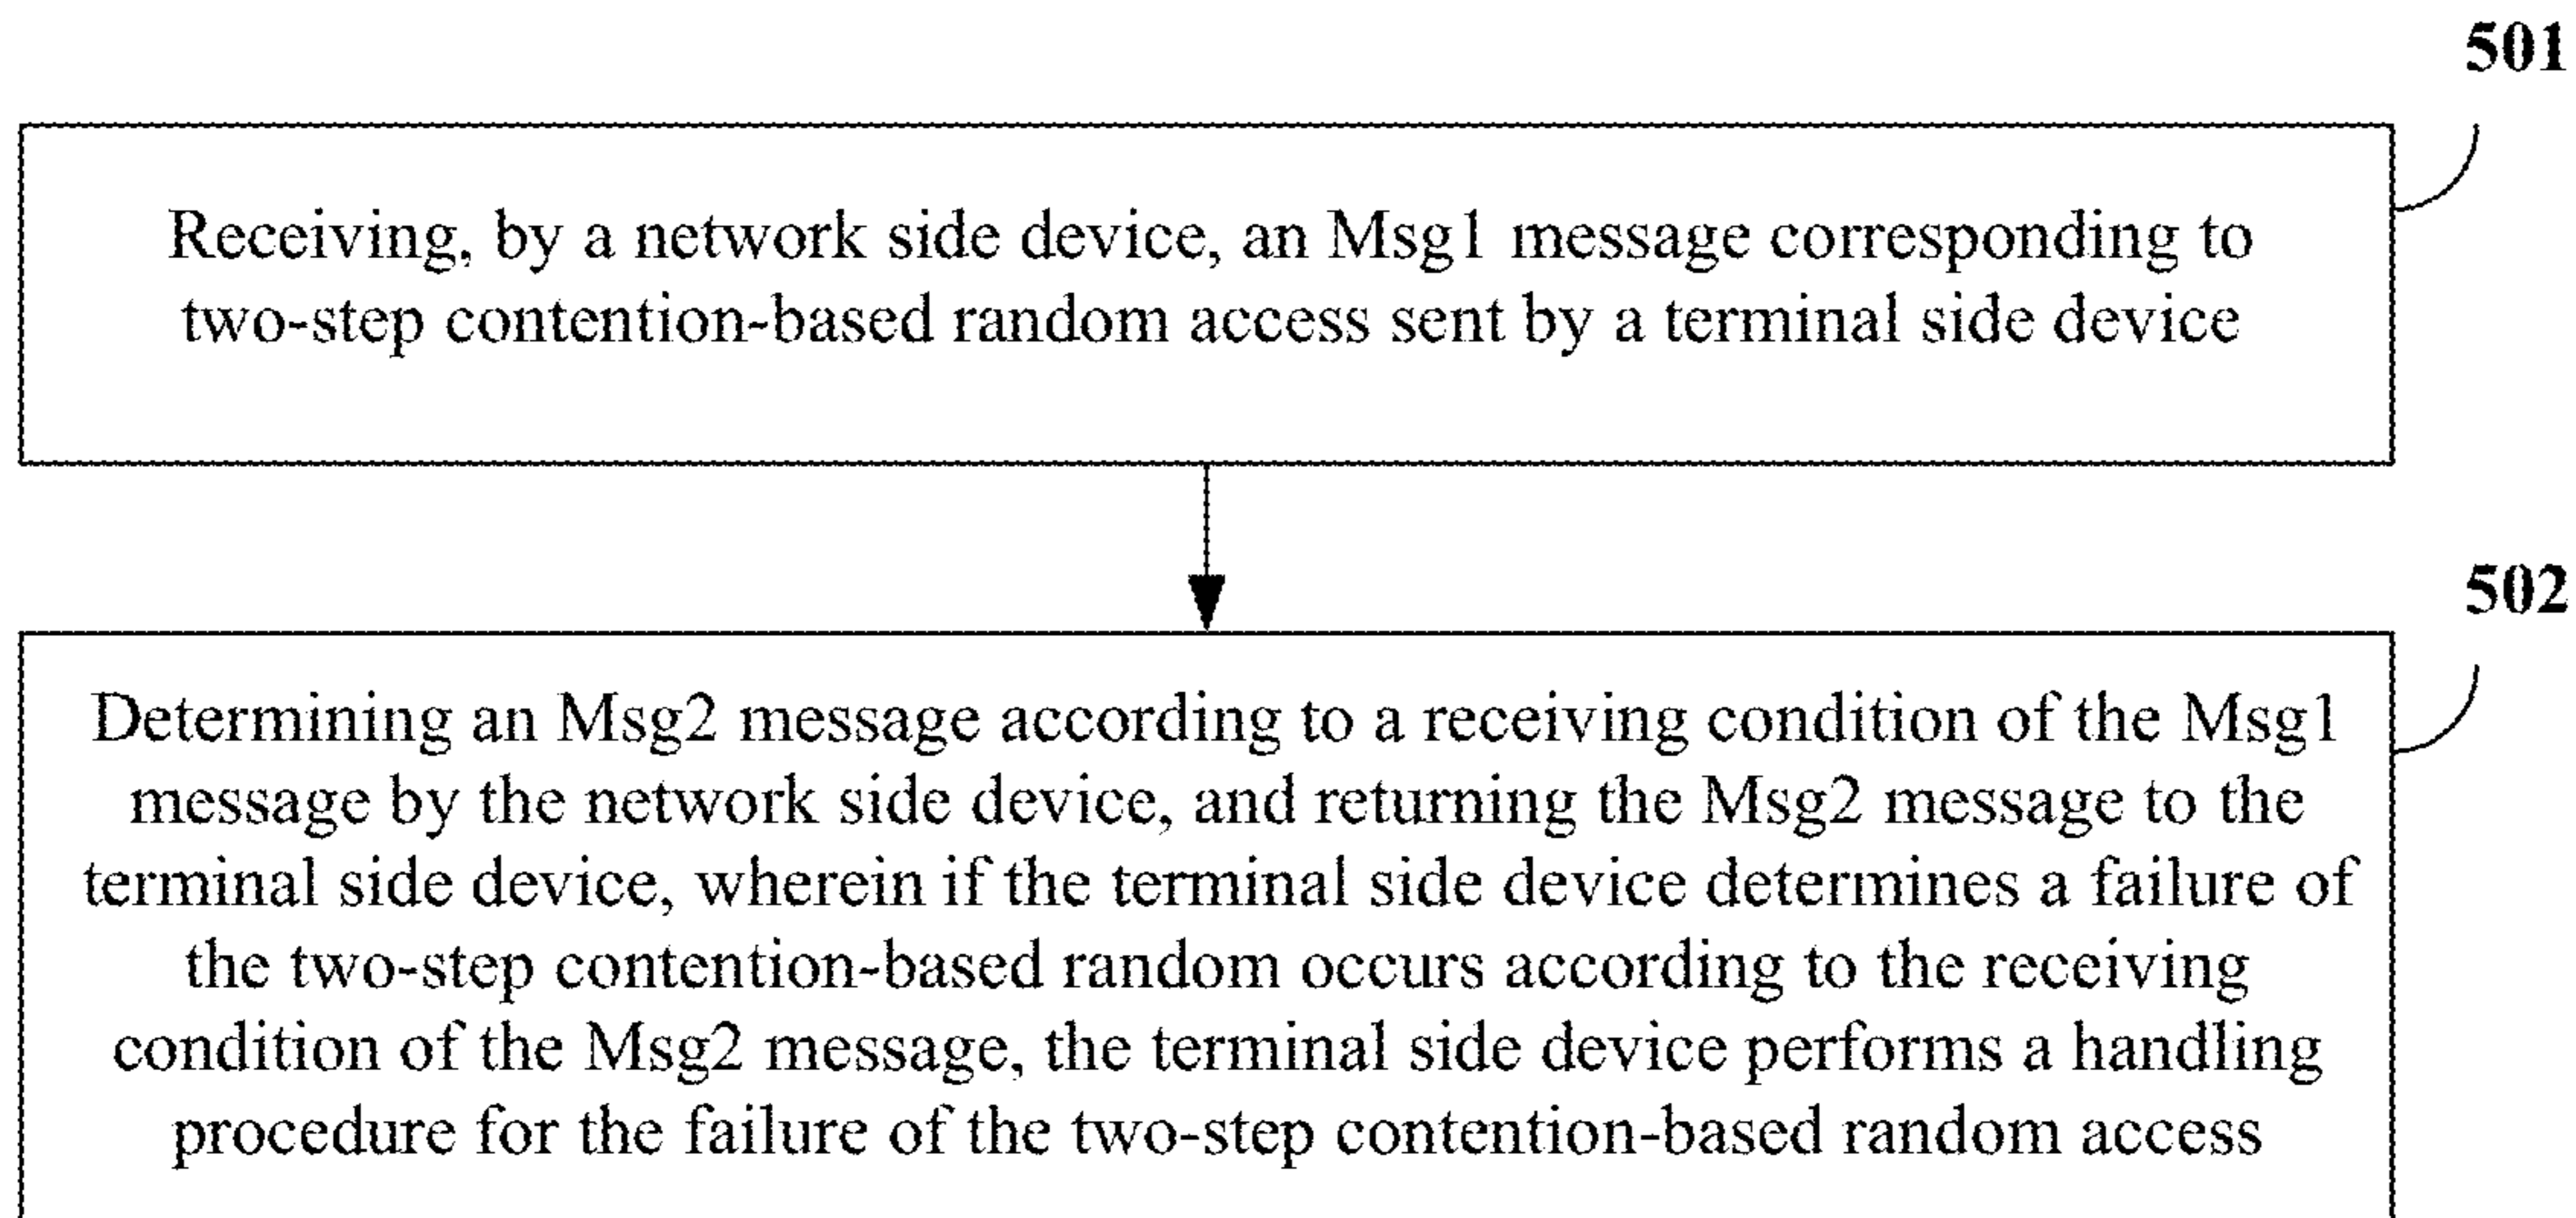 501
Receiving, by a network side device, an Msg1 message corresponding to
two-step contention-based random access sent by a terminal side device
502
Determining an Msg2 message according to a receiving condition of the Msg1
message by the network side device, and returning the Msg2 message to the
terminal side device, wherein if the terminal side device determines a failure of
the two-step contention-based random occurs according to the receiving
condition of the Msg2 message, the terminal side device performs a handling
procedure for the failure of the two-step contention-based random access